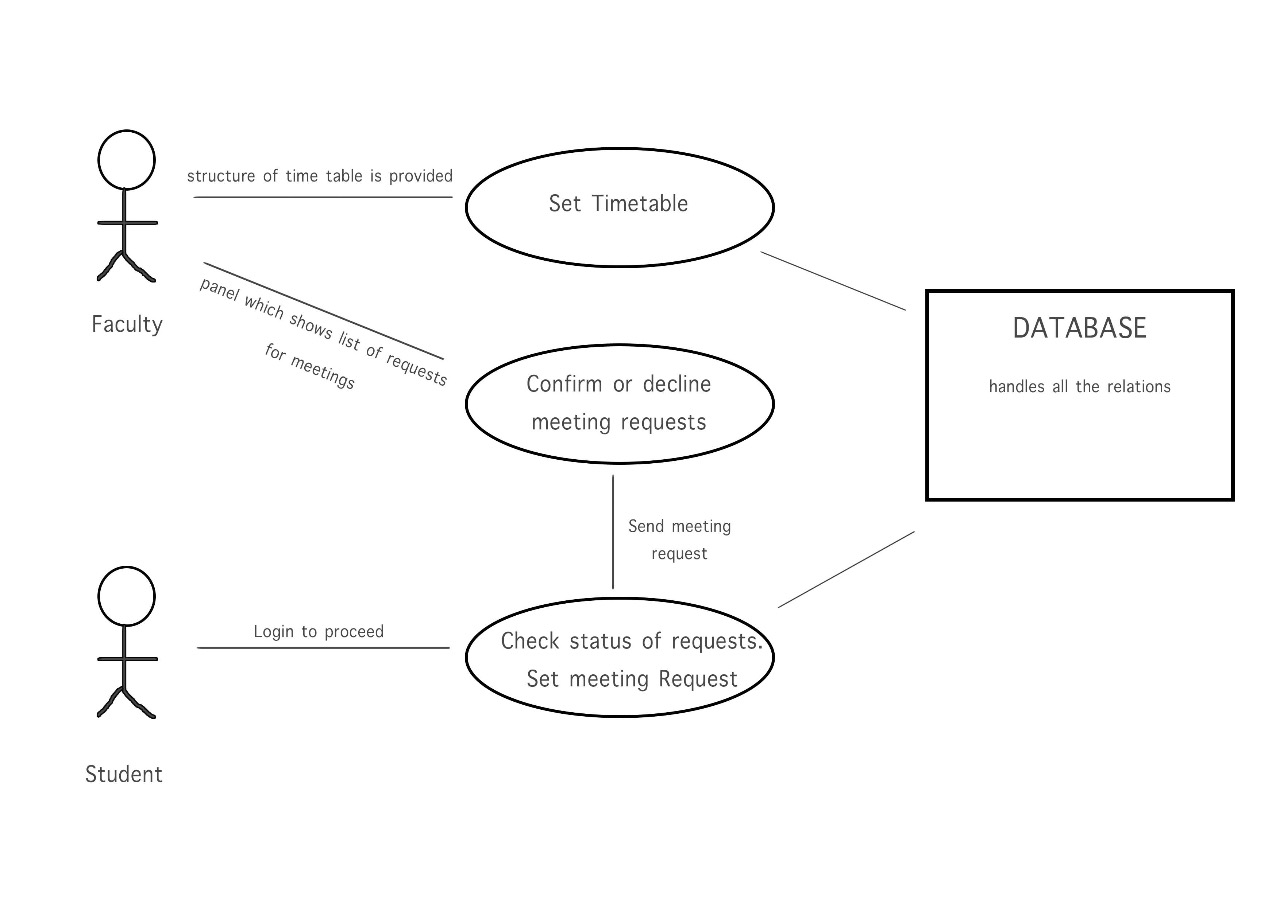 structure of time table is provided
Set Timetable
Faculty
panel which shows list of requests
for meetings
DATABASE
handles all the relations
Confirm or decline
meeting requests
Send meeting
request
Login to proceed
Check status of requests.
Set meeting Request
Student